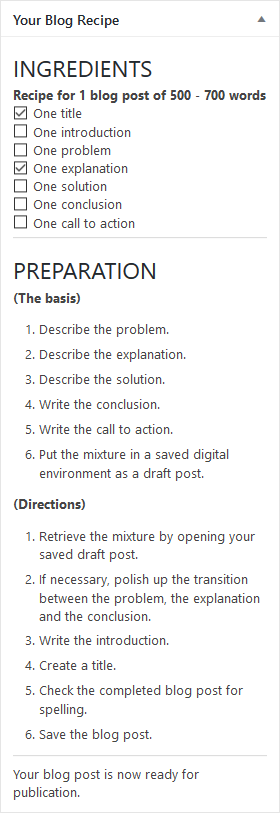 Your Blog Recipe
INGREDIENTS
Recipe for 1 blog post of 500 - 700 words
One title
One introduction
One problem
One explanation
One solution
One conclusion
One call to action
PREPARATION
(The basis)
1. Describe the problem.
2. Describe the explanation.
3. Describe the solution.
4. Write the conclusion.
5. Write the call to action.
6. Put the mixture in a saved digital
environment as a draft post.
(Directions)
1. Retrieve the mixture by opening your
saved draft post.
2. If necessary, polish up the transition
between the problem, the explanation
and the conclusion.
3. Write the introduction.
4. Create a title.
5. Check the completed blog post for
spelling.
6. Save the blog post.
Your blog post is now ready for
publication.